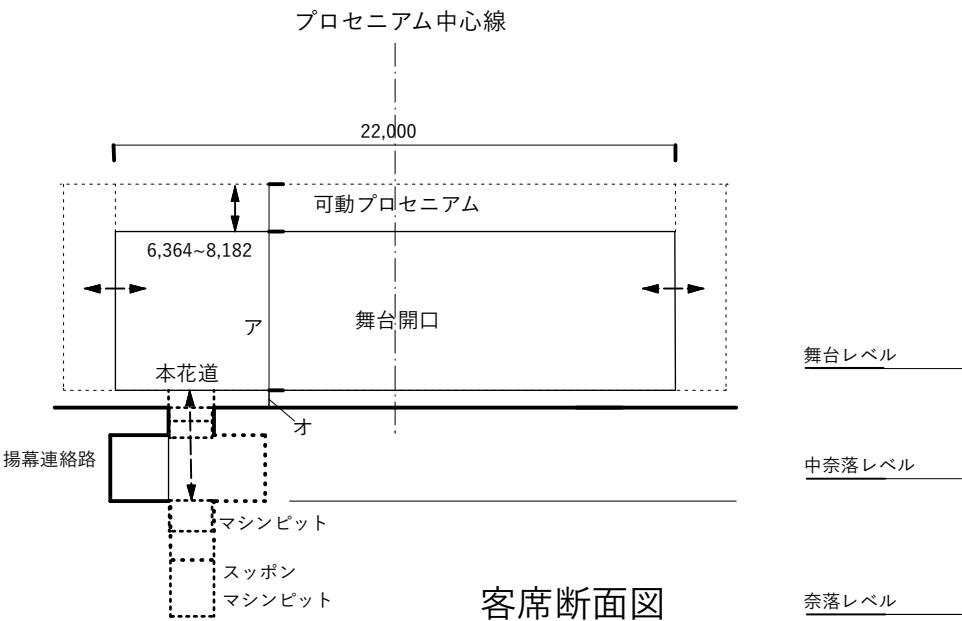 プロセニアム中心線
22,000
可動プロセニアム
6,364~8,182
舞台開口
ア
舞台レベル
本花道
オ
揚幕連絡路
中奈落レベル
マシンピット
スッポン
マシンピット
客席断面図
奈落レベル